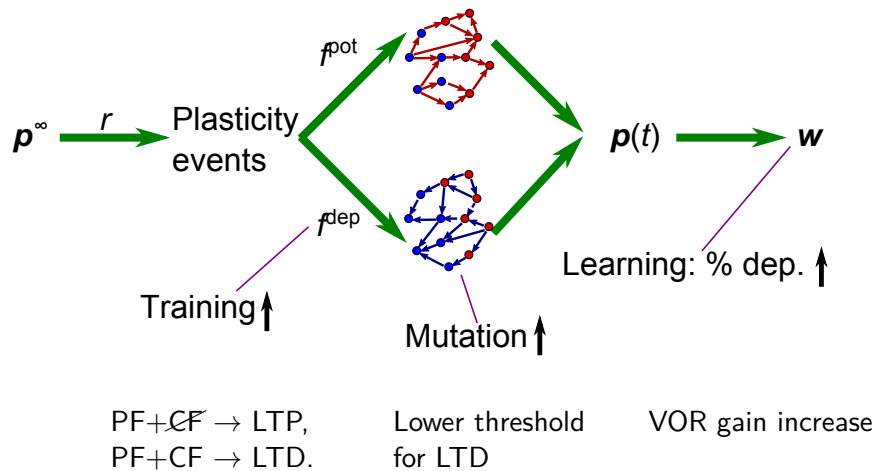 f^pot
p^∞
r
Plasticity
events
p(t)
w
f^dep
Training
Mutation
Learning: % dep.
PF+CF → LTP,
PF+CF → LTD.
Lower threshold
for LTD
VOR gain increase